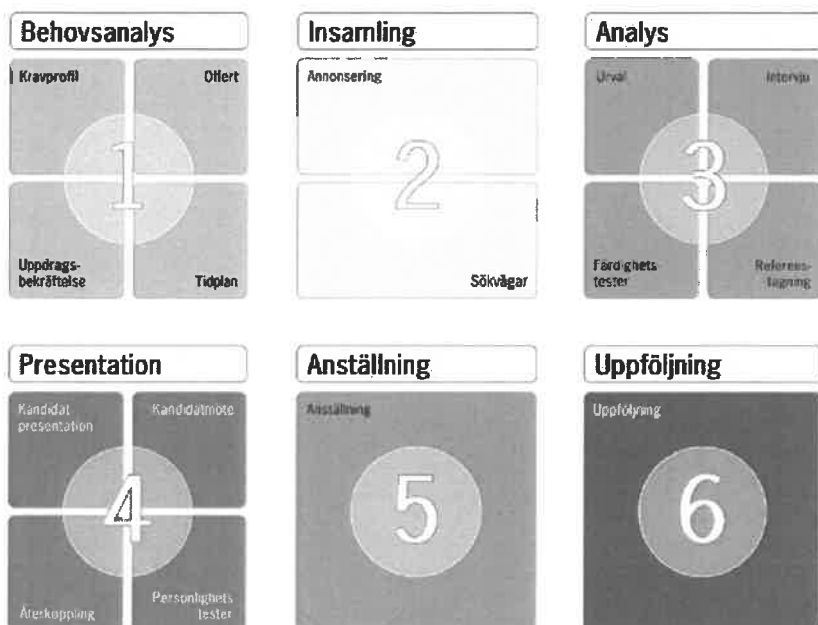 Behovsanalys
Kravprofil
Offert
1
Uppdrags-
bekräftelse
Tidplan
Insamling
Annonsering
2
Sökvägar
Analys
Urval
Intervju
3
Färdighets
tester
Referens-
tagning
Presentation
Kandidat
presentation
Kandidatmöte
4
Återkoppling
Personlighets
tester
Anställning
Anställning
5
Uppföljning
Uppföljning
6